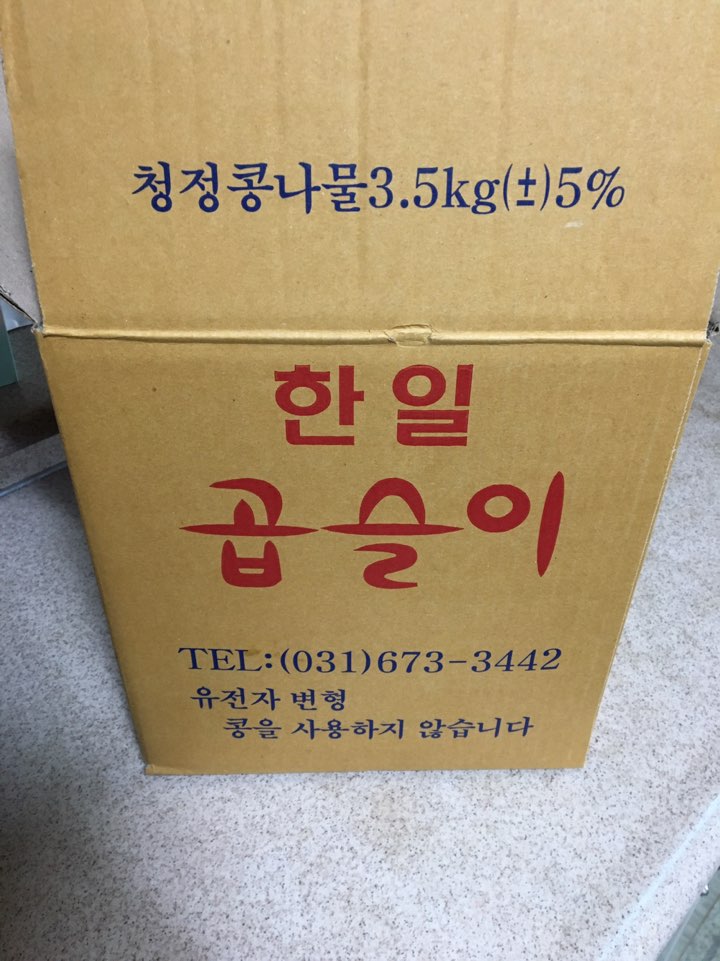 청정콩나물3.5kg(±)5%
한일
곱슬이
TEL:(031)673-3442
유전자 변형
콩을 사용하지 않습니다